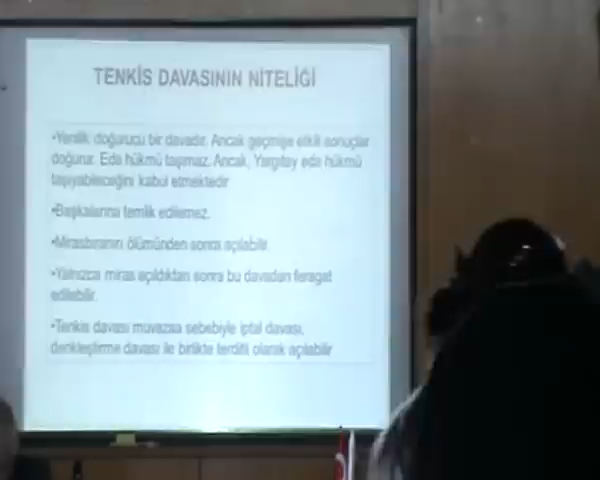 TENKİS DAVASININ NİTELİĞİ
•Yenilik doğurucu bir davadır. Ancak geçmişe etkili sonuçlar
doğurur. Eda hükmü taşımaz. Ancak, Yargıtay eda hükmü
taşıyabileceğini kabul etmektedir
•Başkalarına temlik edilemez.
•Mirasbıranın ölümünden sonra açılabilir.
•Yalnızca miras açıldıktan sonra bu davadan feragat
edilebilir.
•Tenkis davası muvazaa sebebiyle iptal davası,
denkleştirme davası ile birlikte terditli olarak açılabilir